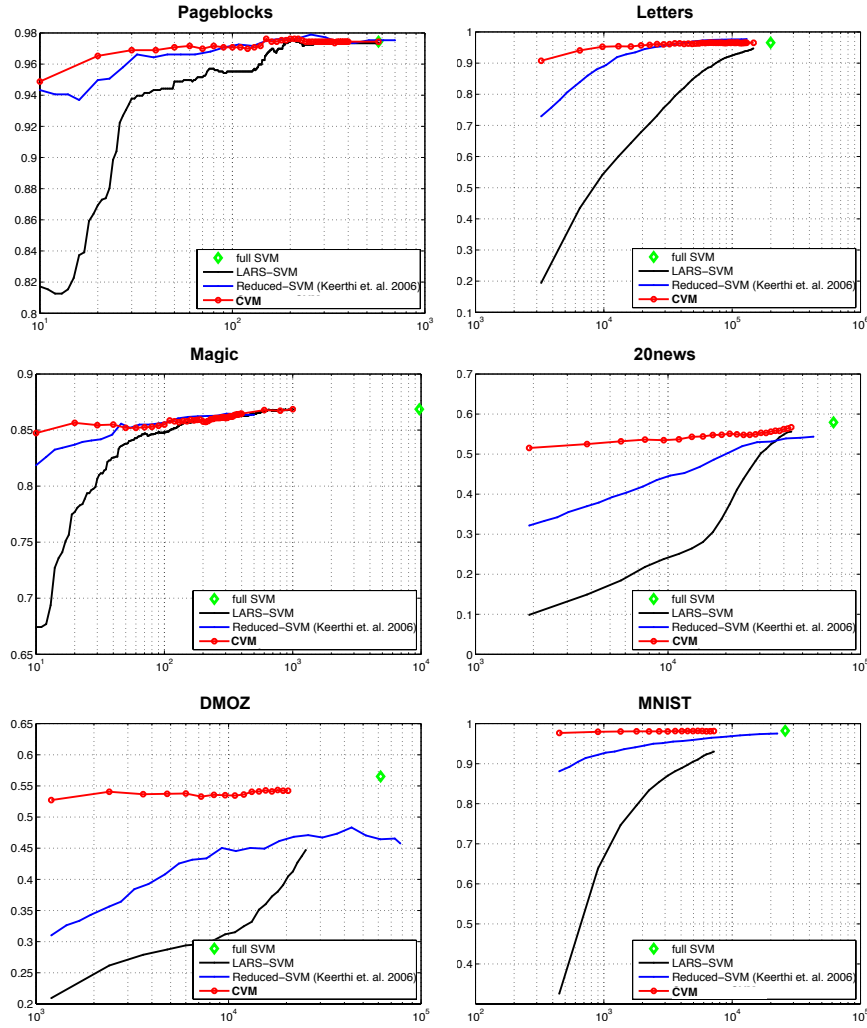 Pageblocks
0.98
0.96
0.94
0.92
0.9
0.88
0.86
0.84
0.82
0.8
10^1
10^2
10^3
full SVM
LARS−SVM
Reduced−SVM (Keerthi et. al. 2006)
CVM
Letters
1
0.9
0.8
0.7
0.6
0.5
0.4
0.3
0.2
0.1
10^3
10^4
10^5
10^6
full SVM
LARS−SVM
Reduced−SVM (Keerthi et. al. 2006)
CVM
Magic
0.9
0.85
0.8
0.75
0.7
0.65
10^1
10^2
10^3
10^4
full SVM
LARS−SVM
Reduced−SVM (Keerthi et. al. 2006)
CVM
20news
0.7
0.6
0.5
0.4
0.3
0.2
0.1
0
10^3
10^4
10^5
full SVM
LARS−SVM
Reduced−SVM (Keerthi et. al. 2006)
CVM
DMOZ
0.65
0.6
0.55
0.5
0.45
0.4
0.35
0.3
0.25
0.2
10^3
10^4
10^5
full SVM
LARS−SVM
Reduced−SVM (Keerthi et. al. 2006)
CVM
MNIST
1
0.9
0.8
0.7
0.6
0.5
0.4
10^2
10^3
10^4
10^5
full SVM
LARS−SVM
Reduced−SVM (Keerthi et. al. 2006)
CVM